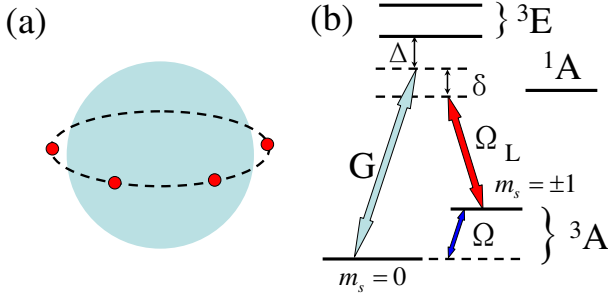 (a)
(b)
} ³E
Δ
¹A
δ
G
Ω_L
m_s = ±1
Ω
} ³A
m_s = 0